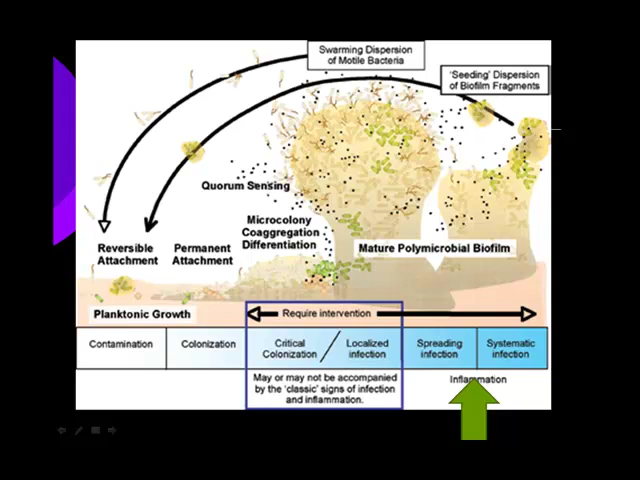 Swarming Dispersion
of Motile Bacteria
'Seeding' Dispersion
of Biofilm Fragments
Quorum Sensing
Microcolony
Coaggregation
Differentiation
Reversible
Attachment
Permanent
Attachment
Mature Polymicrobial Biofilm
Planktonic Growth
Require intervention
Contamination
Colonization
Critical
Colonization
Localized
infection
Spreading
infection
Systematic
infection
May or may not be accompanied
by the 'classic' signs of infection
and inflammation.
Inflammation